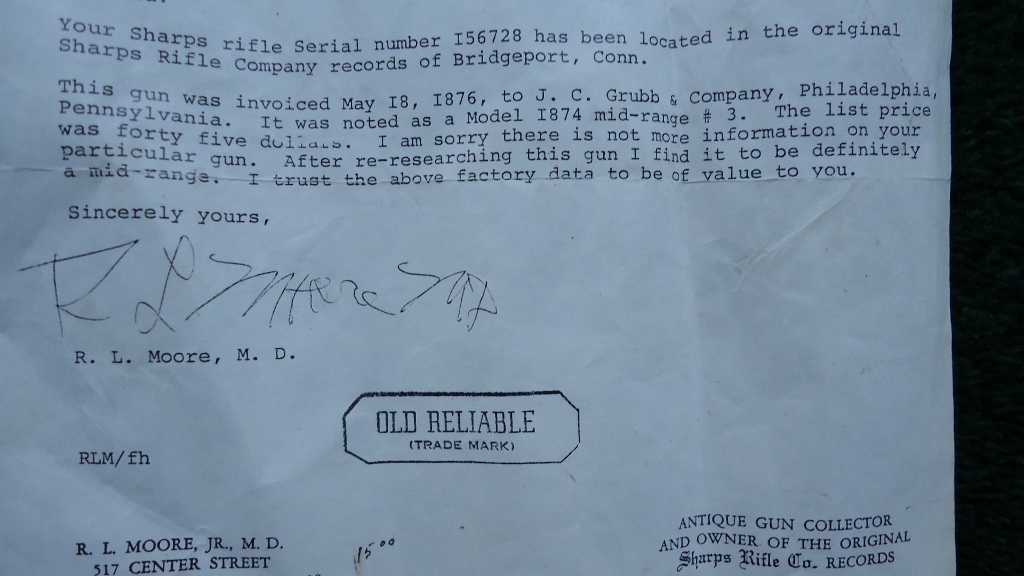 Your Sharps rifle Serial number I56728 has been located in the original
Sharps Rifle Company records of Bridgeport, Conn.
This gun was invoiced May I8, I876, to J. C. Grubb & Company, Philadelphia,
Pennsylvania. It was noted as a Model I874 mid-range # 3. The list price
was forty five dollars. I am sorry there is not more information on your
particular gun. After re-researching this gun I find it to be definitely
a mid-range. I trust the above factory data to be of value to you.
Sincerely yours,
R L Moore MD
R. L. Moore, M. D.
OLD RELIABLE
(TRADE MARK)
RLM/fh
R. L. MOORE, JR., M. D.
517 CENTER STREET
15 00
ANTIQUE GUN COLLECTOR
AND OWNER OF THE ORIGINAL
Sharps Rifle Co. RECORDS